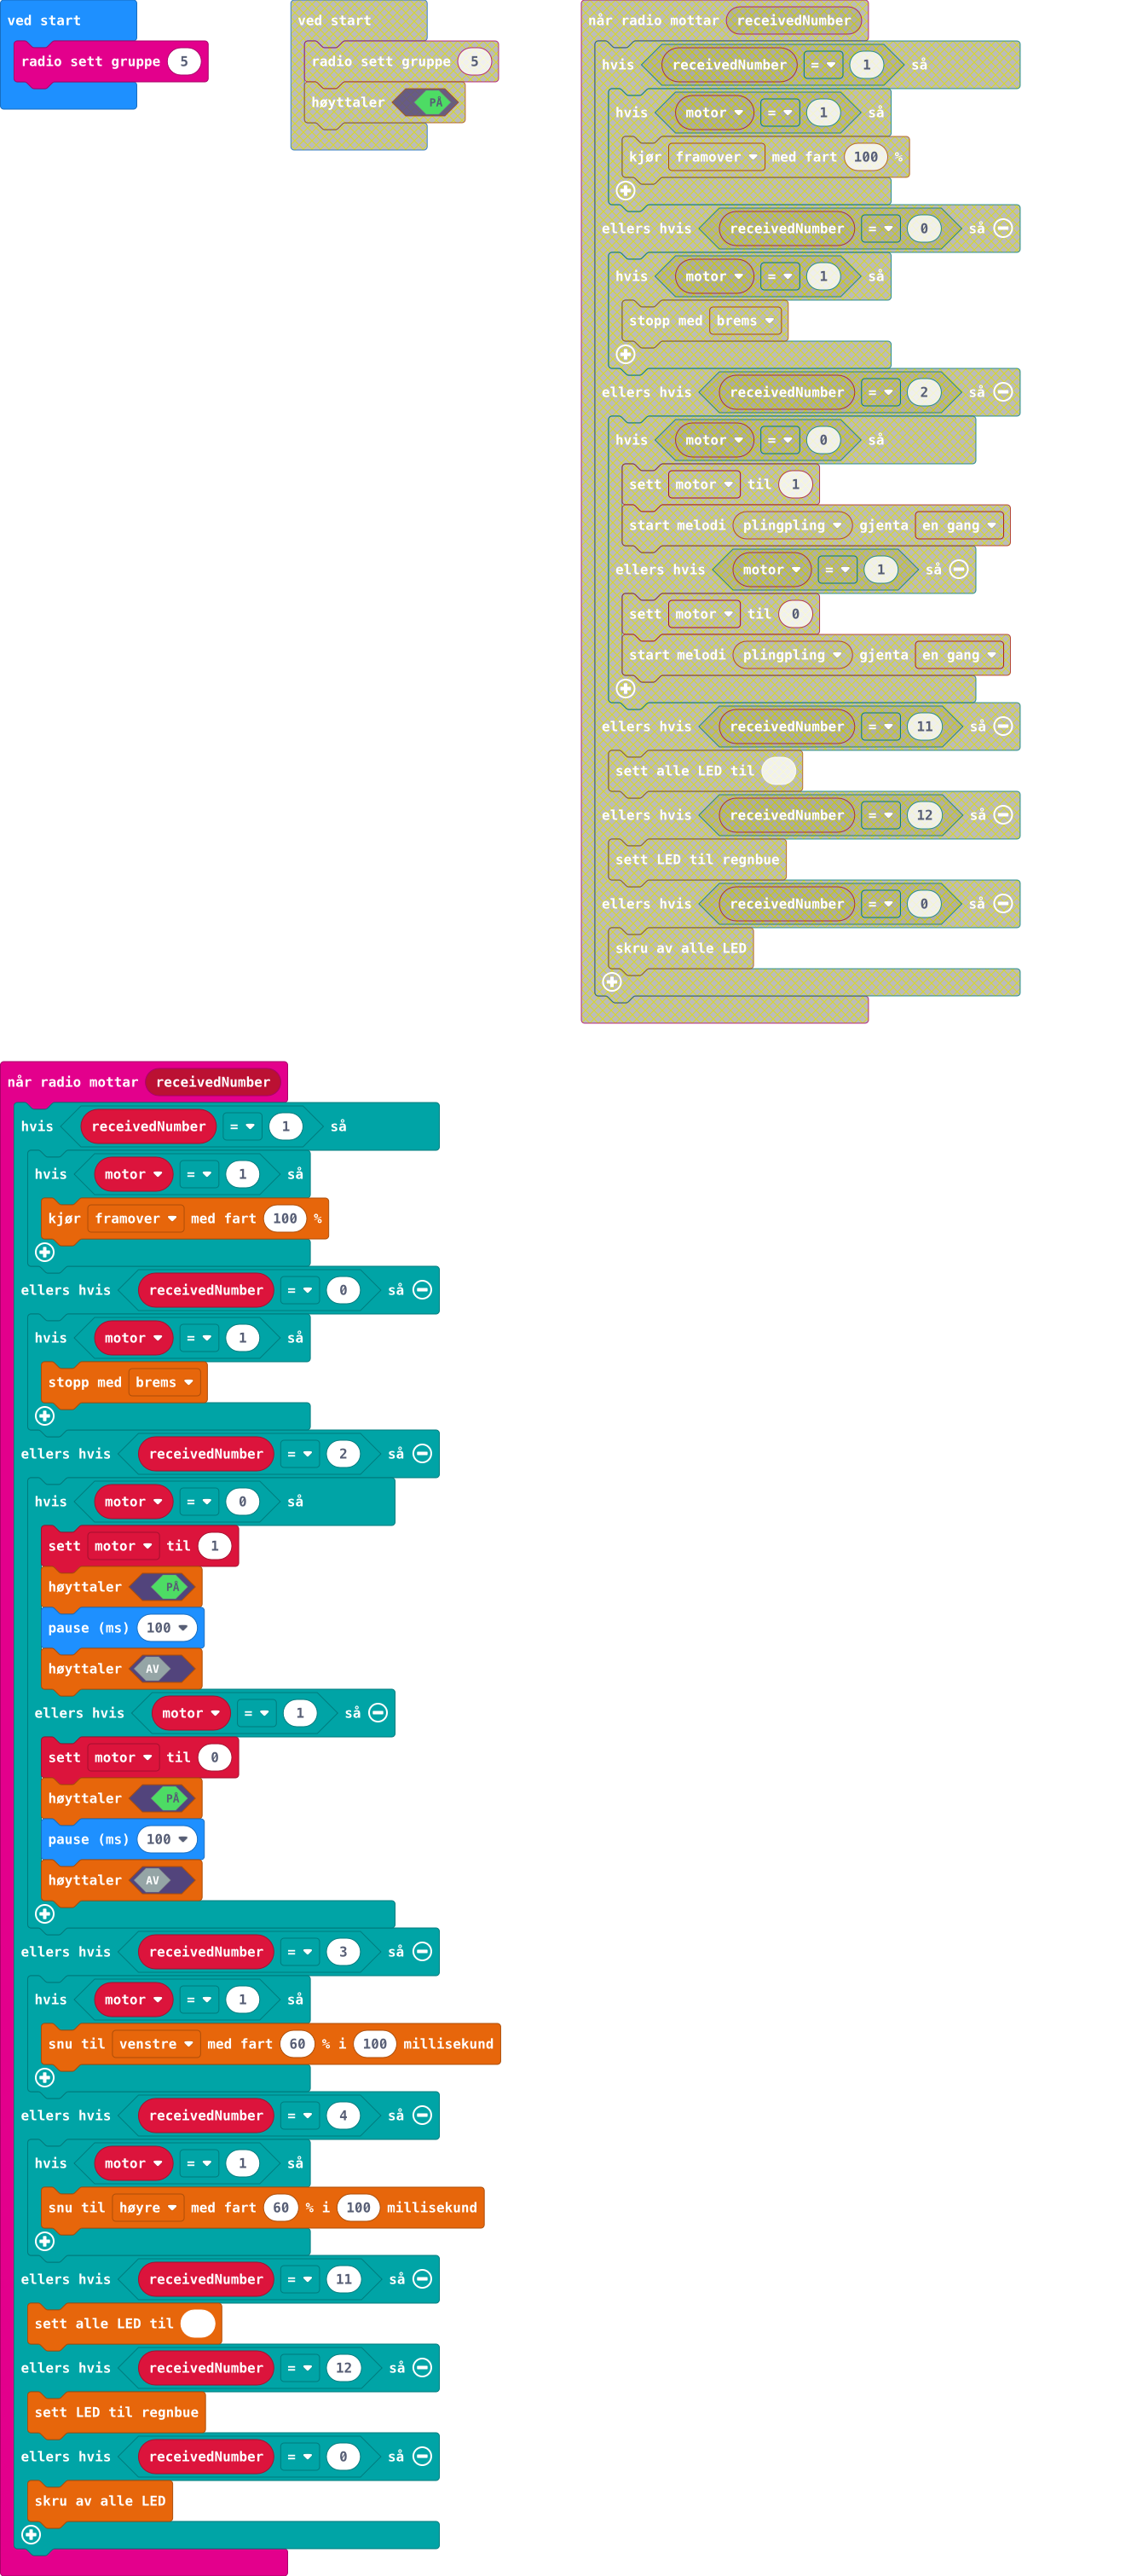 ved start
radio sett gruppe 5
ved start
radio sett gruppe 5
høyttaler PÅ
når radio mottar receivedNumber
hvis receivedNumber = 1 så
hvis motor = 1 så
kjør framover med fart 100 %
ellers hvis receivedNumber = 0 så
hvis motor = 1 så
stopp med brems
ellers hvis receivedNumber = 2 så
hvis motor = 0 så
sett motor til 1
start melodi plingpling gjenta en gang
ellers hvis motor = 1 så
sett motor til 0
start melodi plingpling gjenta en gang
ellers hvis receivedNumber = 11 så
sett alle LED til
ellers hvis receivedNumber = 12 så
sett LED til regnbue
ellers hvis receivedNumber = 0 så
skru av alle LED
når radio mottar receivedNumber
hvis receivedNumber = 1 så
hvis motor = 1 så
kjør framover med fart 100 %
ellers hvis receivedNumber = 0 så
hvis motor = 1 så
stopp med brems
ellers hvis receivedNumber = 2 så
hvis motor = 0 så
sett motor til 1
høyttaler PÅ
pause (ms) 100
høyttaler AV
ellers hvis motor = 1 så
sett motor til 0
høyttaler PÅ
pause (ms) 100
høyttaler AV
ellers hvis receivedNumber = 3 så
hvis motor = 1 så
snu til venstre med fart 60 % i 100 millisekund
ellers hvis receivedNumber = 4 så
hvis motor = 1 så
snu til høyre med fart 60 % i 100 millisekund
ellers hvis receivedNumber = 11 så
sett alle LED til
ellers hvis receivedNumber = 12 så
sett LED til regnbue
ellers hvis receivedNumber = 0 så
skru av alle LED